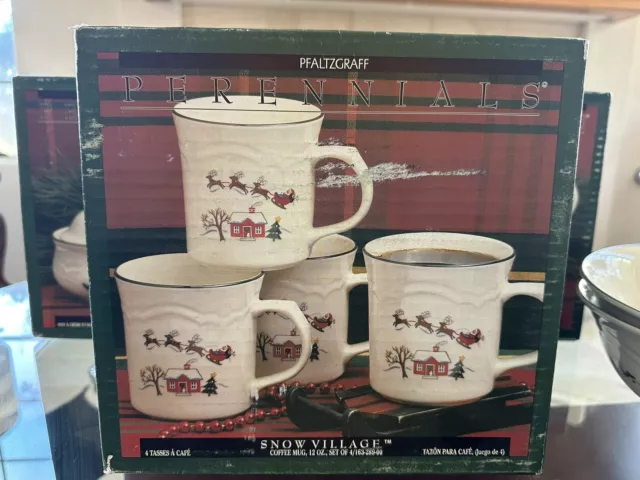 PFALTZGRAFF
PERENNIALS®
SNOW VILLAGE™
4 TASSES À CAFÉ
COFFEE MUG, 12 OZ., SET OF 4/163-289-00
TAZÓN PARA CAFÉ, (juego de 4)